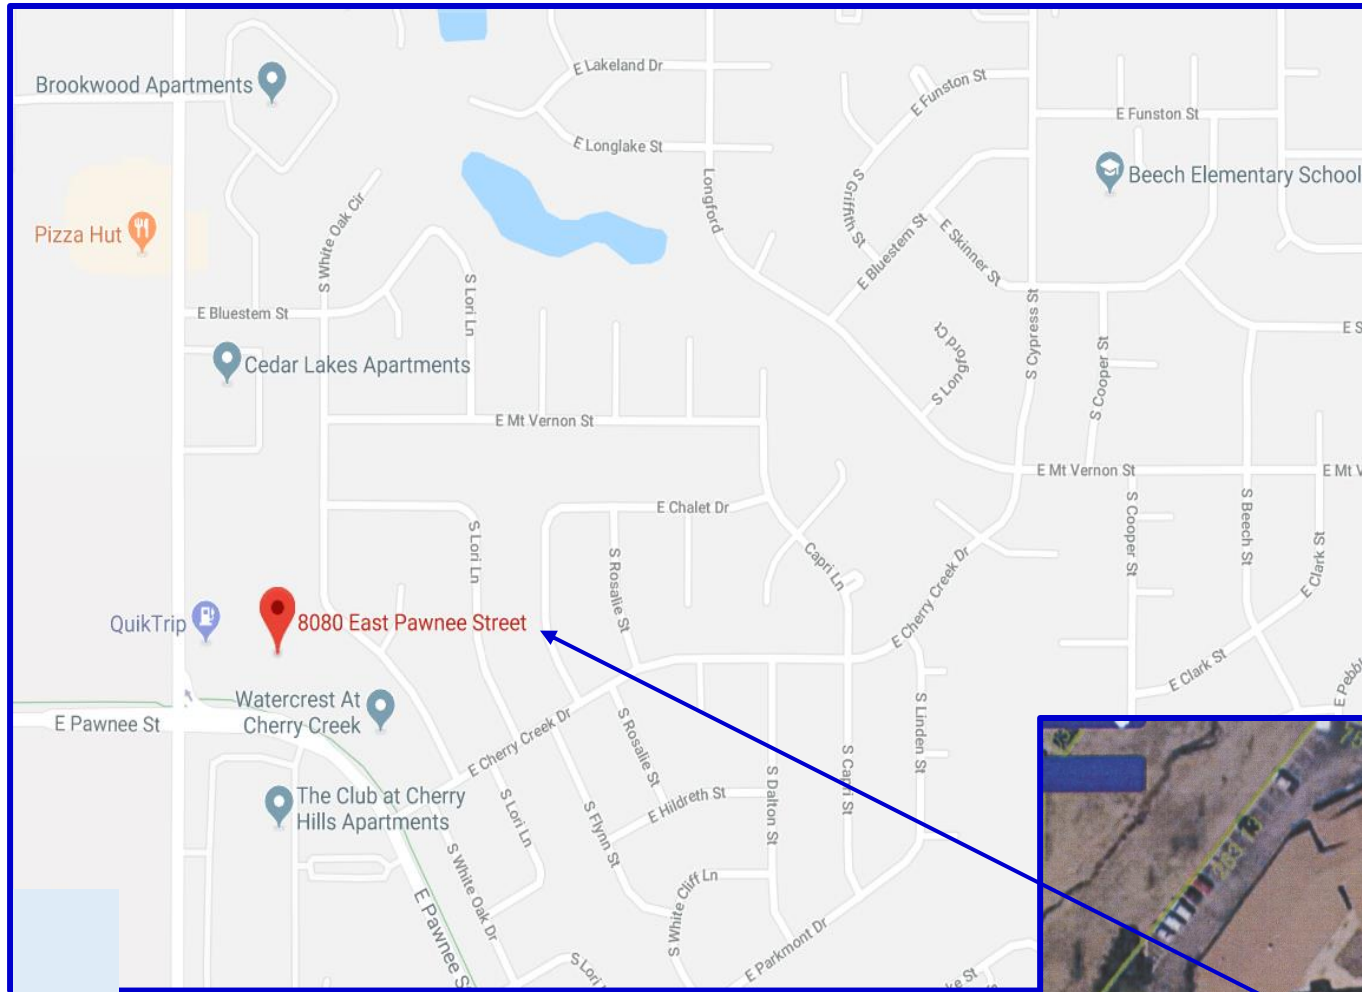 E Lakeland Dr
E Funston St
Brookwood Apartments
E Funston St
E Longlake St
Beech Elementary School
Longford
S Griffith St
S White Oak Cir
Pizza Hut
E Bluestem St
E Skinner St
S Lori Ln
E Bluestem St
S Cypress St
E S
S Longford Ct
S Cooper St
Cedar Lakes Apartments
E Mt Vernon St
E Mt Vernon St
E Mt V
E Chalet Dr
S Cooper St
S Beech St
S Lori Ln
S Rosalie St
Capri Ln
E Clark St
E Cherry Creek Dr
QuikTrip
8080 East Pawnee Street
E Clark St
E Pebbl
Watercrest At
Cherry Creek
E Pawnee St
S Linden St
E Cherry Creek Dr
S Rosalie St
S Dalton St
S Capri St
The Club at Cherry
Hills Apartments
S Lori Ln
S Flynn St
E Hildreth St
283.13
S White Oak Dr
S White Cliff Ln
E Pawnee S
E Parkmont Dr
S Lori
ke St